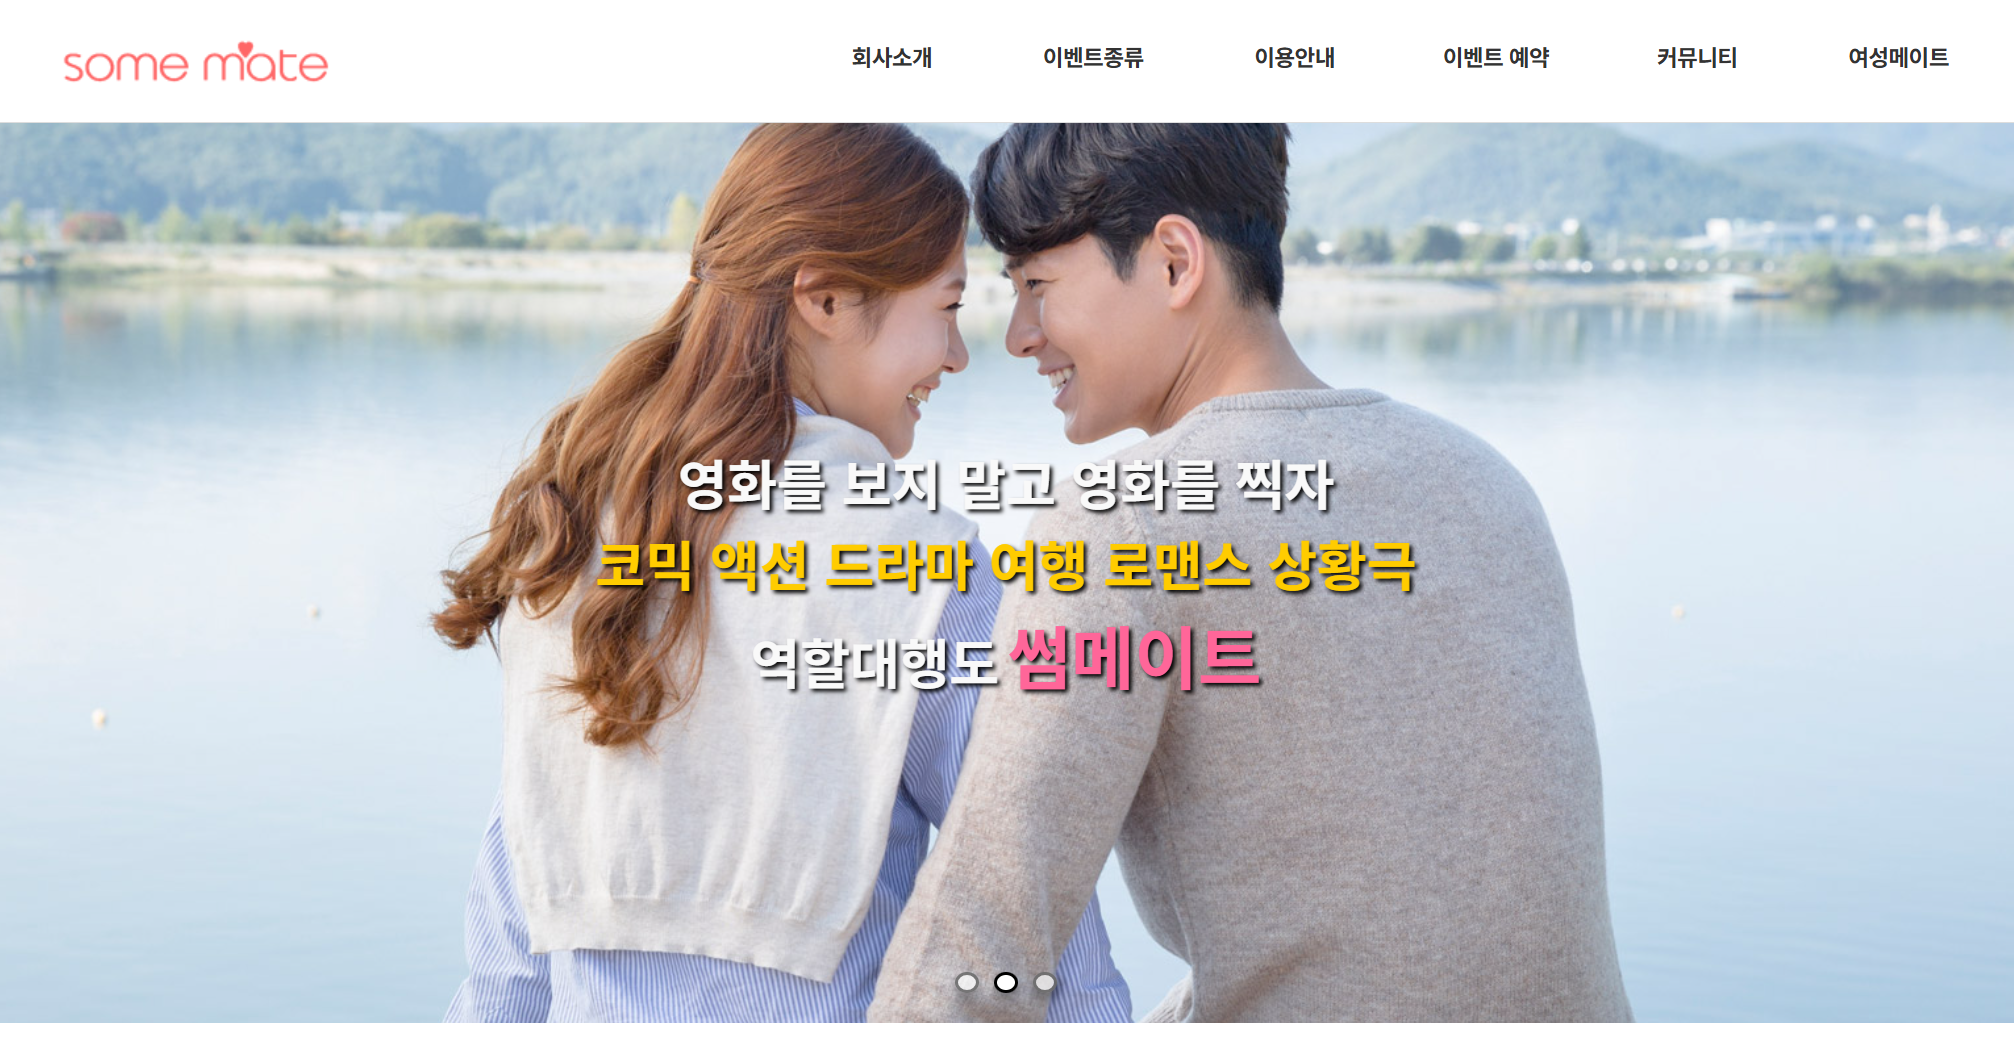 some mate
회사소개 이벤트종류 이용안내 이벤트 예약 커뮤니티 여성메이트
영화를 보지 말고 영화를 찍자
코믹 액션 드라마 여행 로맨스 상황극
역할대행도 썸메이트